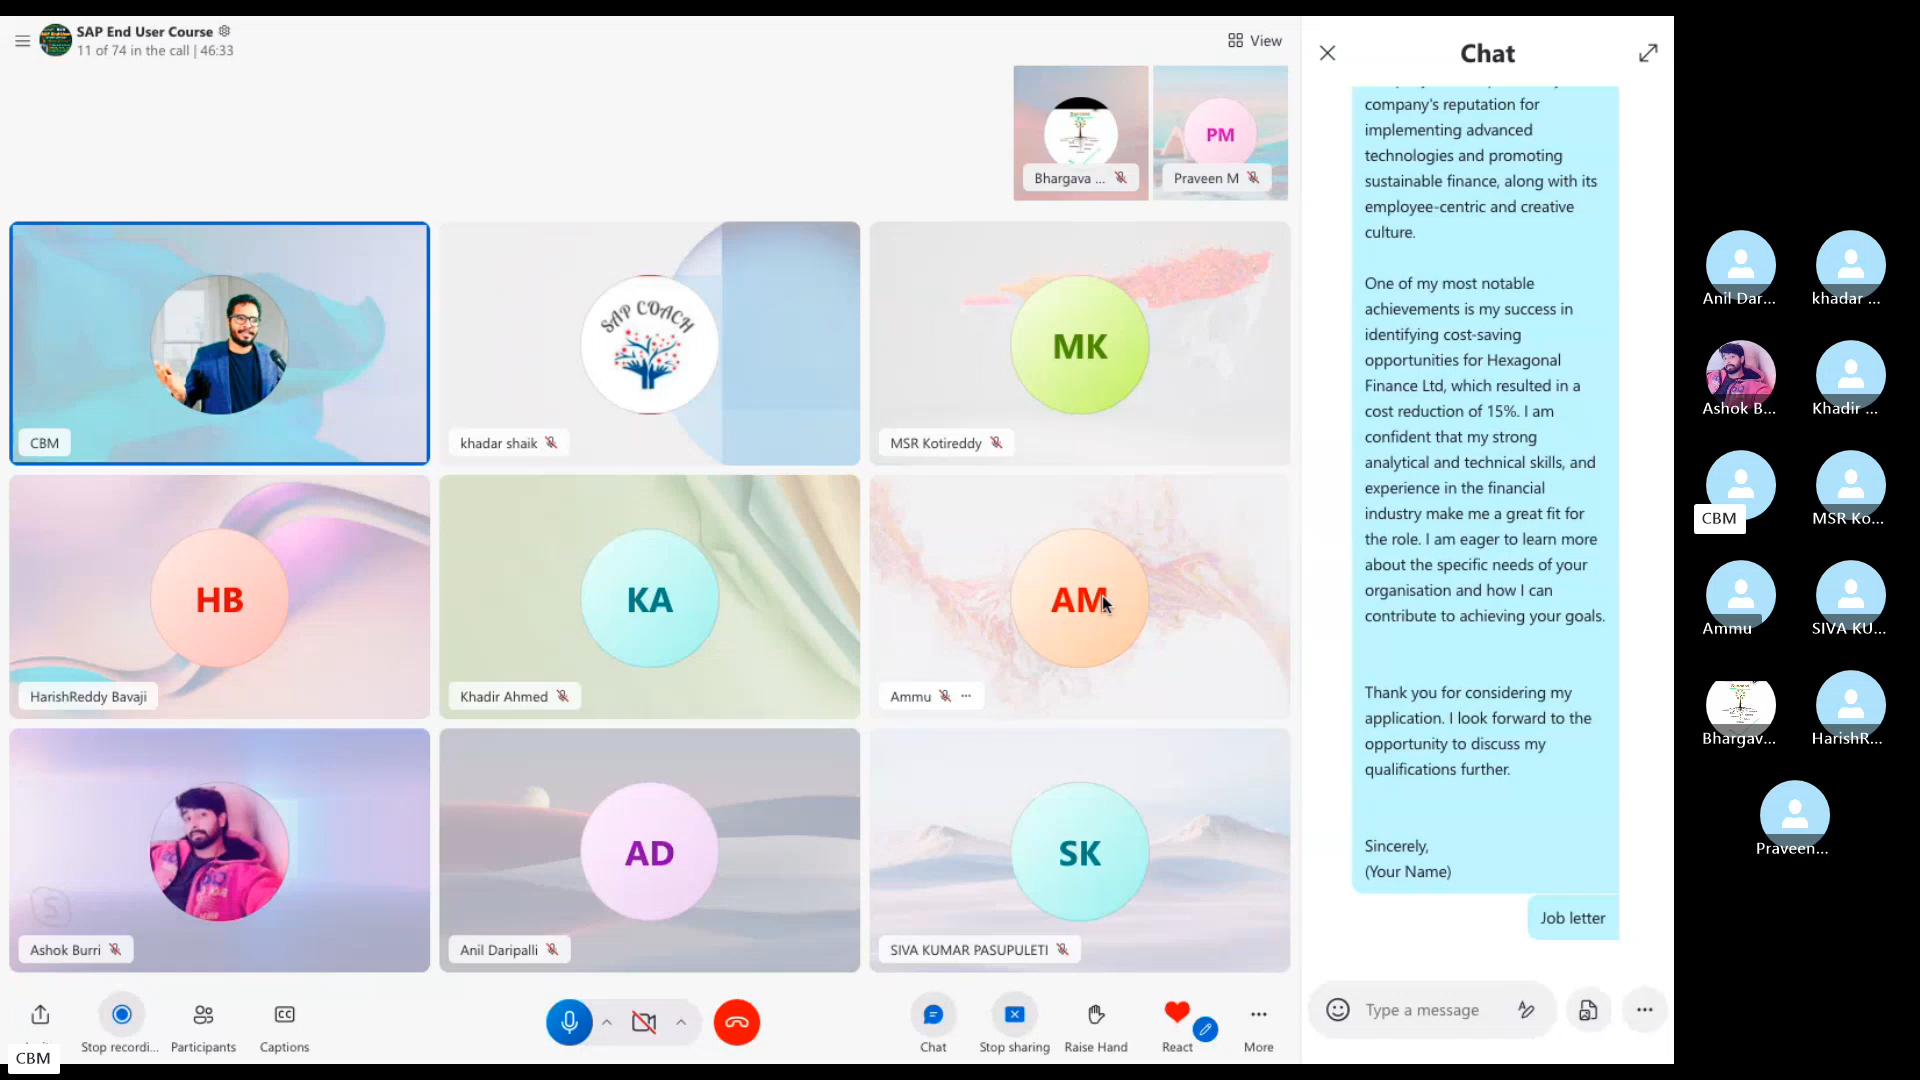 SAP End User Course
11 of 74 in the call | 46:33
View
Bhargava ...
PM
Praveen M
CBM
SAP COACH
khadar shaik
MK
MSR Kotireddy
HB
HarishReddy Bavaji
KA
Khadir Ahmed
AM
Ammu
Ashok Burri
AD
Anil Daripalli
SK
SIVA KUMAR PASUPULETI
Stop recordi...
Participants
CC
Captions
Chat
Stop sharing
Raise Hand
React
More
CBM
Chat
company's reputation for
implementing advanced
technologies and promoting
sustainable finance, along with its
employee-centric and creative
culture.
One of my most notable
achievements is my success in
identifying cost-saving
opportunities for Hexagonal
Finance Ltd, which resulted in a
cost reduction of 15%. I am
confident that my strong
analytical and technical skills, and
experience in the financial
industry make me a great fit for
the role. I am eager to learn more
about the specific needs of your
organisation and how I can
contribute to achieving your goals.
Thank you for considering my
application. I look forward to the
opportunity to discuss my
qualifications further.
Sincerely,
(Your Name)
Job letter
Type a message
Anil Dar...
khadar ...
Ashok B...
Khadir ...
CBM
MSR Ko...
Ammu
SIVA KU...
Bhargav...
HarishR...
Praveen...